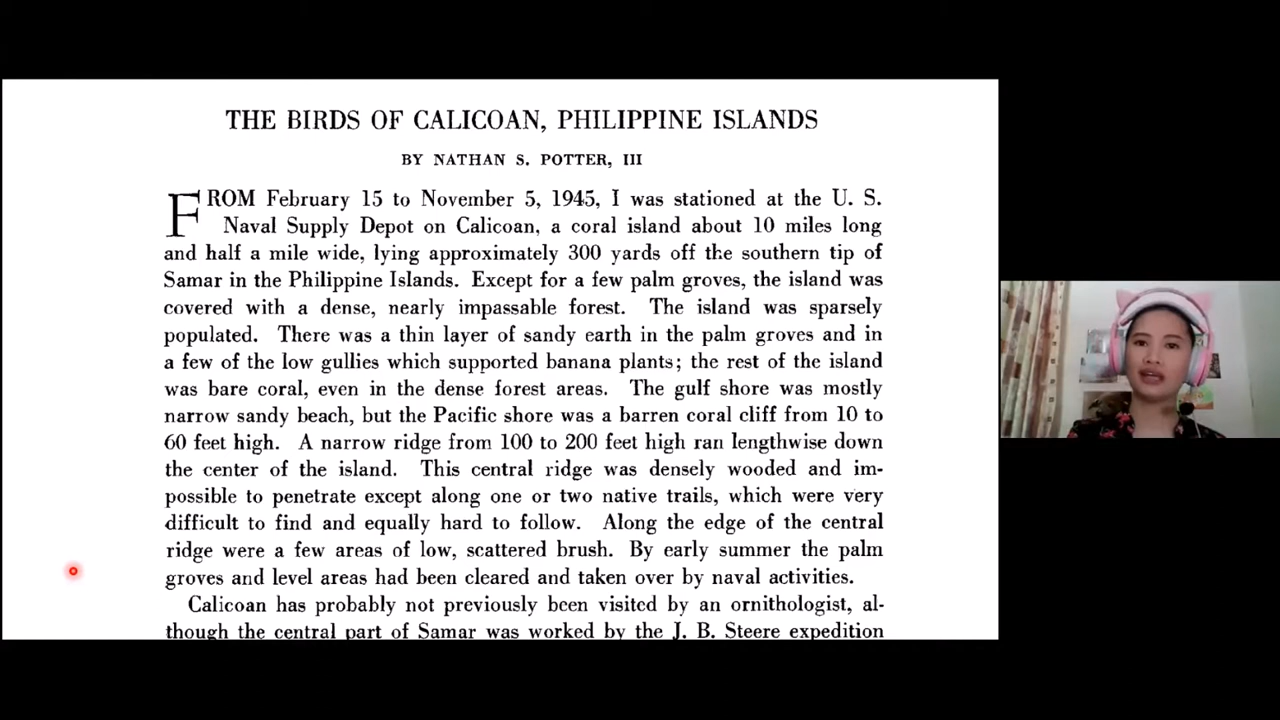 THE BIRDS OF CALICOAN, PHILIPPINE ISLANDS
BY NATHAN S. POTTER, III
FROM February 15 to November 5, 1945, I was stationed at the U. S.
Naval Supply Depot on Calicoan, a coral island about 10 miles long
and half a mile wide, lying approximately 300 yards off the southern tip of
Samar in the Philippine Islands. Except for a few palm groves, the island was
covered with a dense, nearly impassable forest. The island was sparsely
populated. There was a thin layer of sandy earth in the palm groves and in
a few of the low gullies which supported banana plants; the rest of the island
was bare coral, even in the dense forest areas. The gulf shore was mostly
narrow sandy beach, but the Pacific shore was a barren coral cliff from 10 to
60 feet high. A narrow ridge from 100 to 200 feet high ran lengthwise down
the center of the island. This central ridge was densely wooded and im-
possible to penetrate except along one or two native trails, which were very
difficult to find and equally hard to follow. Along the edge of the central
ridge were a few areas of low, scattered brush. By early summer the palm
groves and level areas had been cleared and taken over by naval activities.
Calicoan has probably not previously been visited by an ornithologist, al-
though the central part of Samar was worked by the J. B. Steere expedition